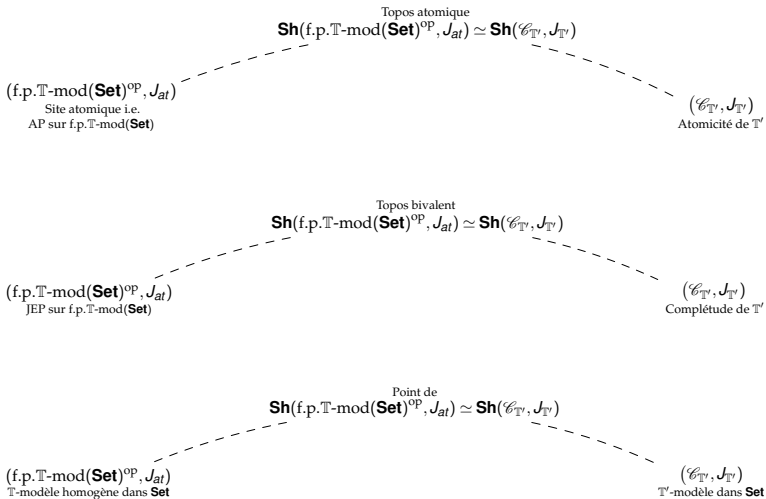 Topos atomique
Sh(f.p.𝕋-mod(Set)ᵒᵖ, J_at) ≃ Sh(𝒞_𝕋′, J_𝕋′)
(f.p.𝕋-mod(Set)ᵒᵖ, J_at)
Site atomique i.e.
AP sur f.p.𝕋-mod(Set)
(𝒞_𝕋′, J_𝕋′)
Atomicité de 𝕋′
Topos bivalent
Sh(f.p.𝕋-mod(Set)ᵒᵖ, J_at) ≃ Sh(𝒞_𝕋′, J_𝕋′)
(f.p.𝕋-mod(Set)ᵒᵖ, J_at)
JEP sur f.p.𝕋-mod(Set)
(𝒞_𝕋′, J_𝕋′)
Complétude de 𝕋′
Point de
Sh(f.p.𝕋-mod(Set)ᵒᵖ, J_at) ≃ Sh(𝒞_𝕋′, J_𝕋′)
(f.p.𝕋-mod(Set)ᵒᵖ, J_at)
𝕋-modèle homogène dans Set
(𝒞_𝕋′, J_𝕋′)
𝕋′-modèle dans Set